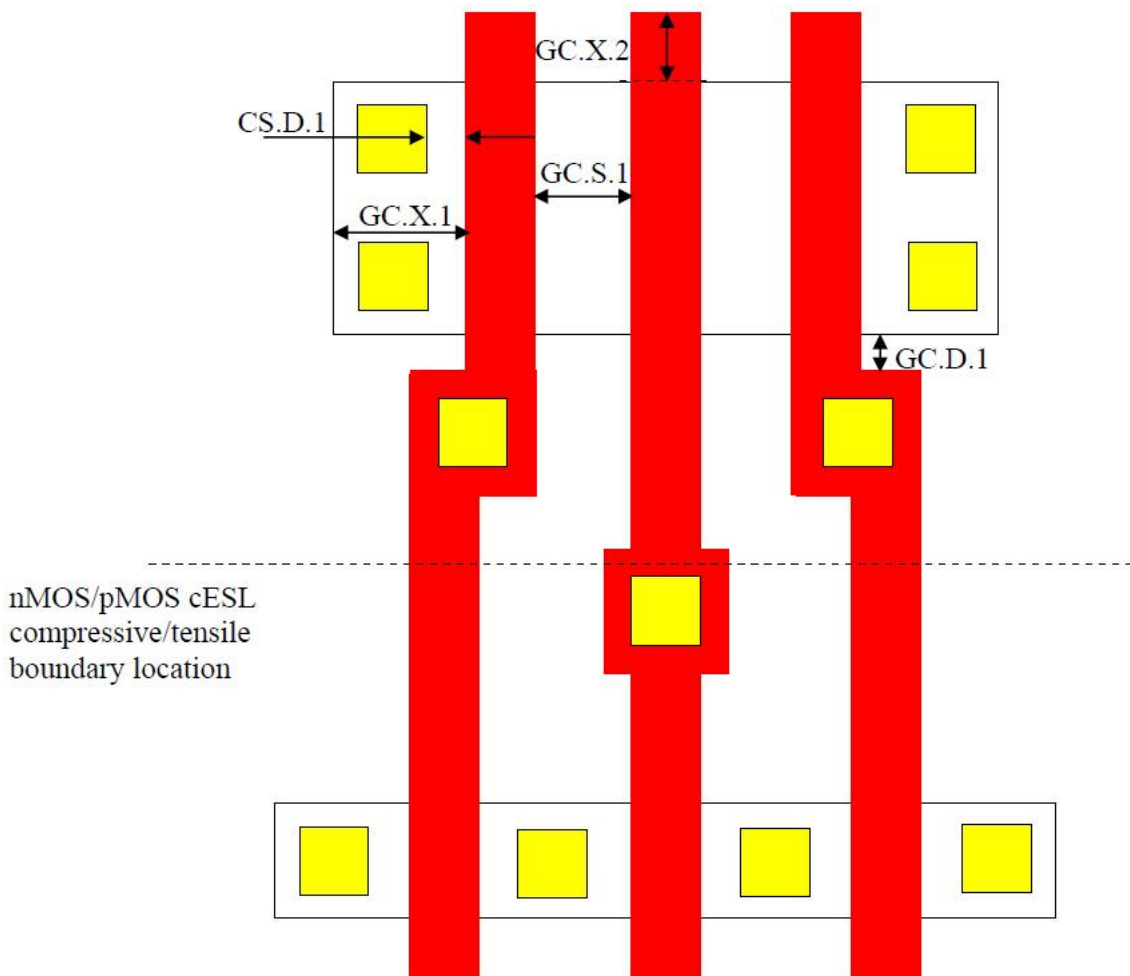 GC.X.2
CS.D.1
GC.S.1
GC.X.1
GC.D.1
nMOS/pMOS cESL
compressive/tensile
boundary location